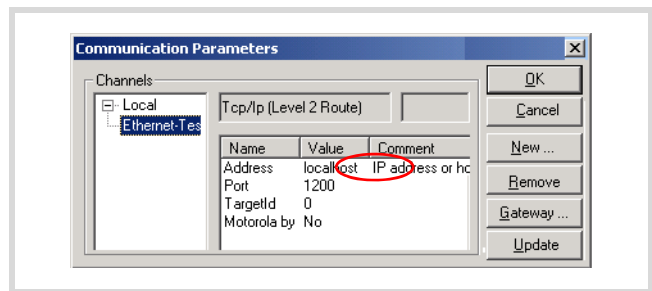 Communication Parameters
Channels
Local
Ethernet-Tes
Tcp/Ip (Level 2 Route)
Name Value Comment
Address localhost IP address or ho
Port 1200
TargetId 0
Motorola by No
OK
Cancel
New ...
Remove
Gateway ...
Update